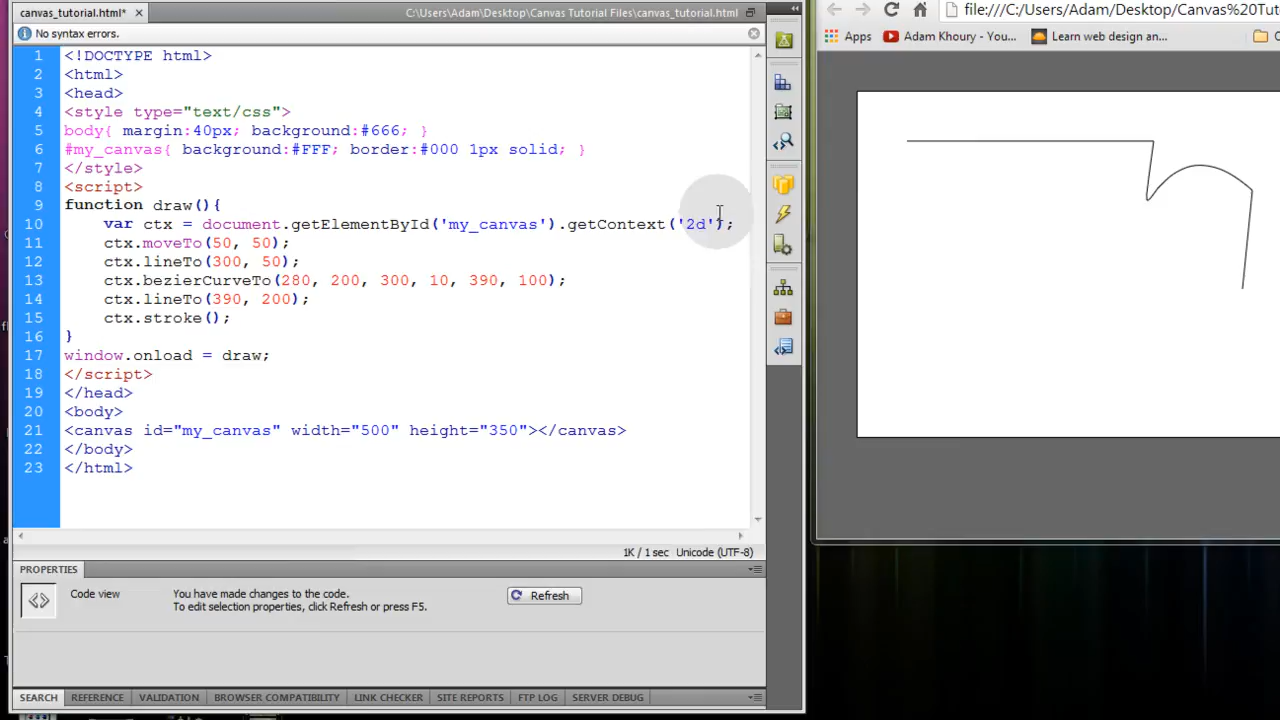 canvas_tutorial.html* ×
C:\Users\Adam\Desktop\Canvas Tutorial Files\canvas_tutorial.html
No syntax errors.
1 <!DOCTYPE html>
2 <html>
3 <head>
4 <style type="text/css">
5 body{ margin:40px; background:#666; }
6 #my_canvas{ background:#FFF; border:#000 1px solid; }
7 </style>
8 <script>
9 function draw(){
10 var ctx = document.getElementById('my_canvas').getContext('2d');
11 ctx.moveTo(50, 50);
12 ctx.lineTo(300, 50);
13 ctx.bezierCurveTo(280, 200, 300, 10, 390, 100);
14 ctx.lineTo(390, 200);
15 ctx.stroke();
16 }
17 window.onload = draw;
18 </script>
19 </head>
20 <body>
21 <canvas id="my_canvas" width="500" height="350"></canvas>
22 </body>
23 </html>
1K / 1 sec Unicode (UTF-8)
PROPERTIES
Code view
You have made changes to the code.
To edit selection properties, click Refresh or press F5.
Refresh
SEARCH REFERENCE VALIDATION BROWSER COMPATIBILITY LINK CHECKER SITE REPORTS FTP LOG SERVER DEBUG
file:///C:/Users/Adam/Desktop/Canvas%20Tut
Apps Adam Khoury - You... Learn web design an...